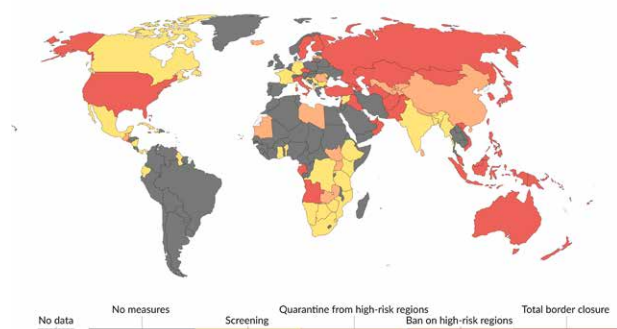 No measures Quarantine from high-risk regions Total border closure
No data Screening Ban on high-risk regions